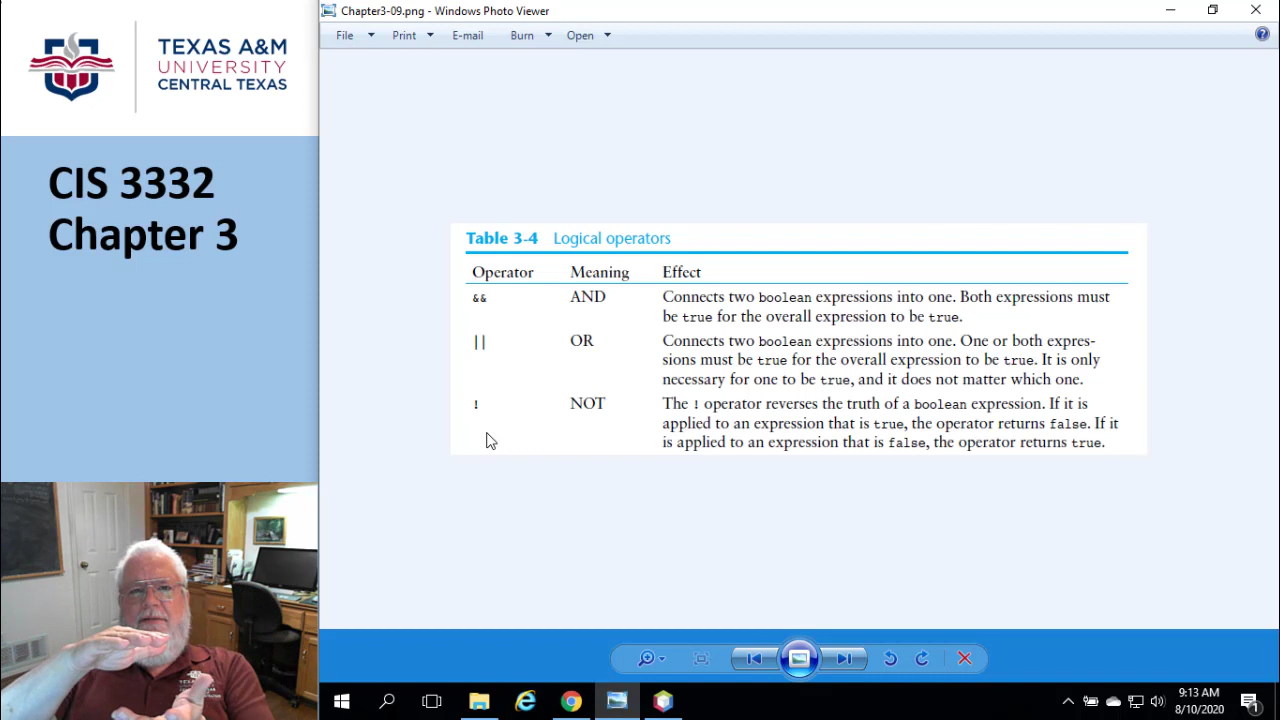 TEXAS A&M
UNIVERSITY
CENTRAL TEXAS
CIS 3332
Chapter 3
Chapter3-09.png - Windows Photo Viewer
File Print E-mail Burn Open
Table 3-4 Logical operators
Operator Meaning Effect
&& AND Connects two boolean expressions into one. Both expressions must
be true for the overall expression to be true.
|| OR Connects two boolean expressions into one. One or both expres-
sions must be true for the overall expression to be true. It is only
necessary for one to be true, and it does not matter which one.
! NOT The ! operator reverses the truth of a boolean expression. If it is
applied to an expression that is true, the operator returns false. If it
is applied to an expression that is false, the operator returns true.
9:13 AM
8/10/2020
1